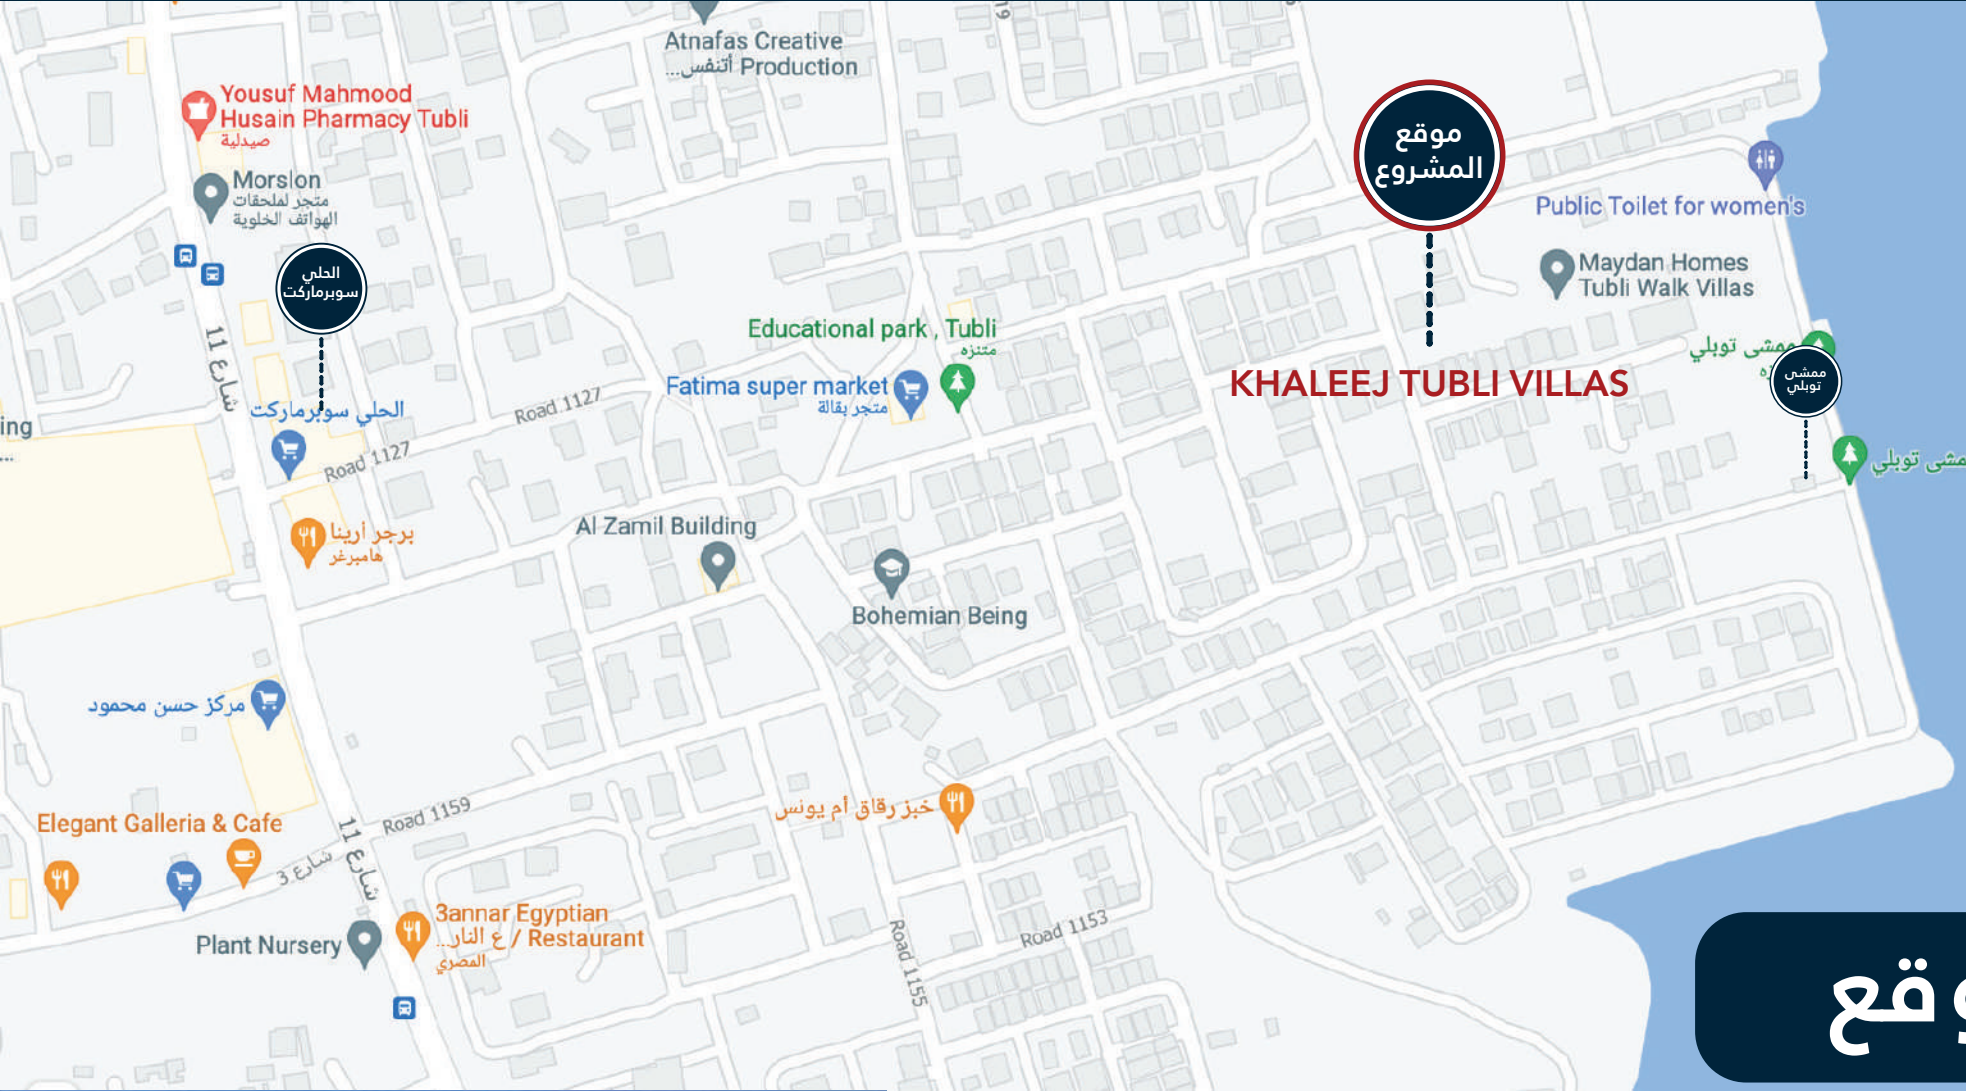 19
Atnafas Creative
Production أتنفس...
Yousuf Mahmood
Husain Pharmacy Tubli
صيدلية
موقع
المشروع
Morslon
متجر لملحقات
الهواتف الخلوية
Public Toilet for women's
الحلي
سوبرماركت
Maydan Homes
Tubli Walk Villas
شارع 11
Educational park , Tubli
متنزه
ممشى توبلي
Fatima super market
متجر بقالة
KHALEEJ TUBLI VILLAS
ممشى
توبلي
الحلي سوبرماركت
Road 1127
ing
...
Road 1127
مشى توبلي
برجر أرينا
هامبرغر
Al Zamil Building
Bohemian Being
مركز حسن محمود
خبز رقاق أم يونس
Elegant Galleria & Cafe
Road 1159
شارع 3
شارع 11
3annar Egyptian
Restaurant / ع النار...
المصري
Plant Nursery
Road 1153
Road 1155
وقع